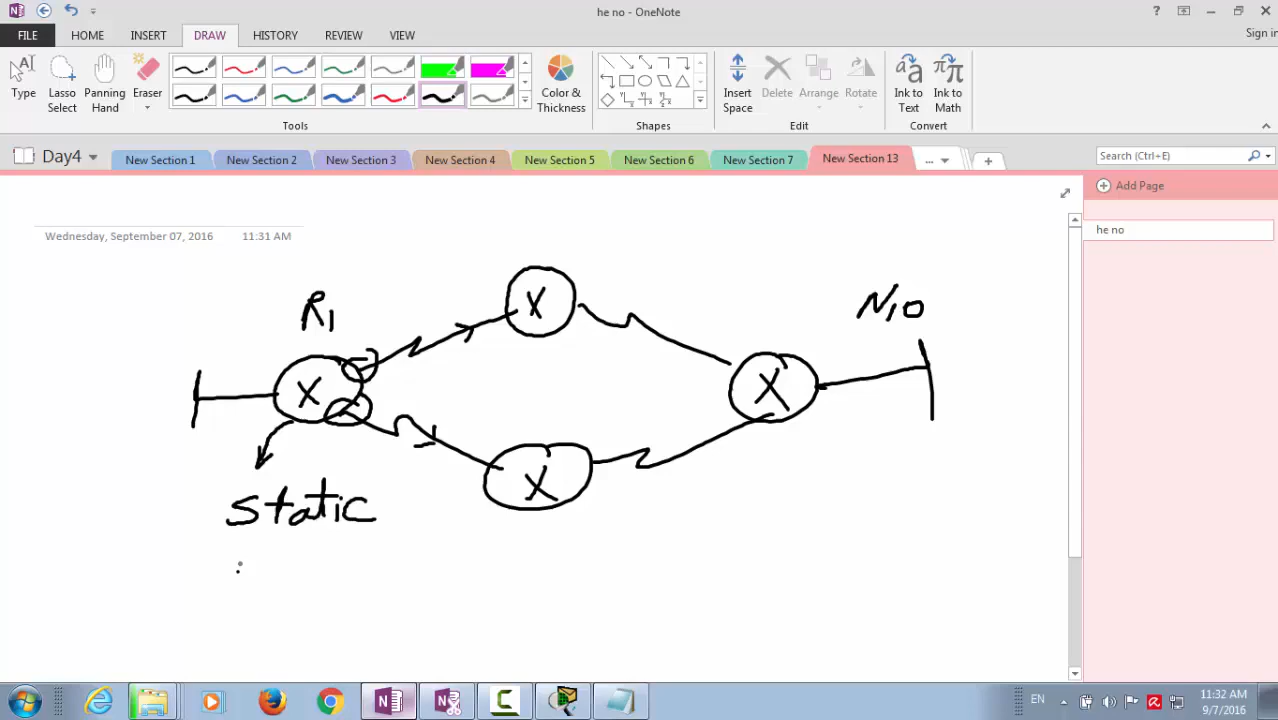 he no - OneNote
?
Sign in
FILE HOME INSERT DRAW HISTORY REVIEW VIEW
Type
Lasso Select
Panning Hand
Eraser
Color & Thickness
Insert Space
Delete
Arrange
Rotate
Ink to Text
Ink to Math
Tools
Shapes
Edit
Convert
Day4
New Section 1
New Section 2
New Section 3
New Section 4
New Section 5
New Section 6
New Section 7
New Section 13
...
Search (Ctrl+E)
Add Page
he no
Wednesday, September 07, 2016 11:31 AM
R1
N10
X
X
X
X
static
EN
11:32 AM
9/7/2016